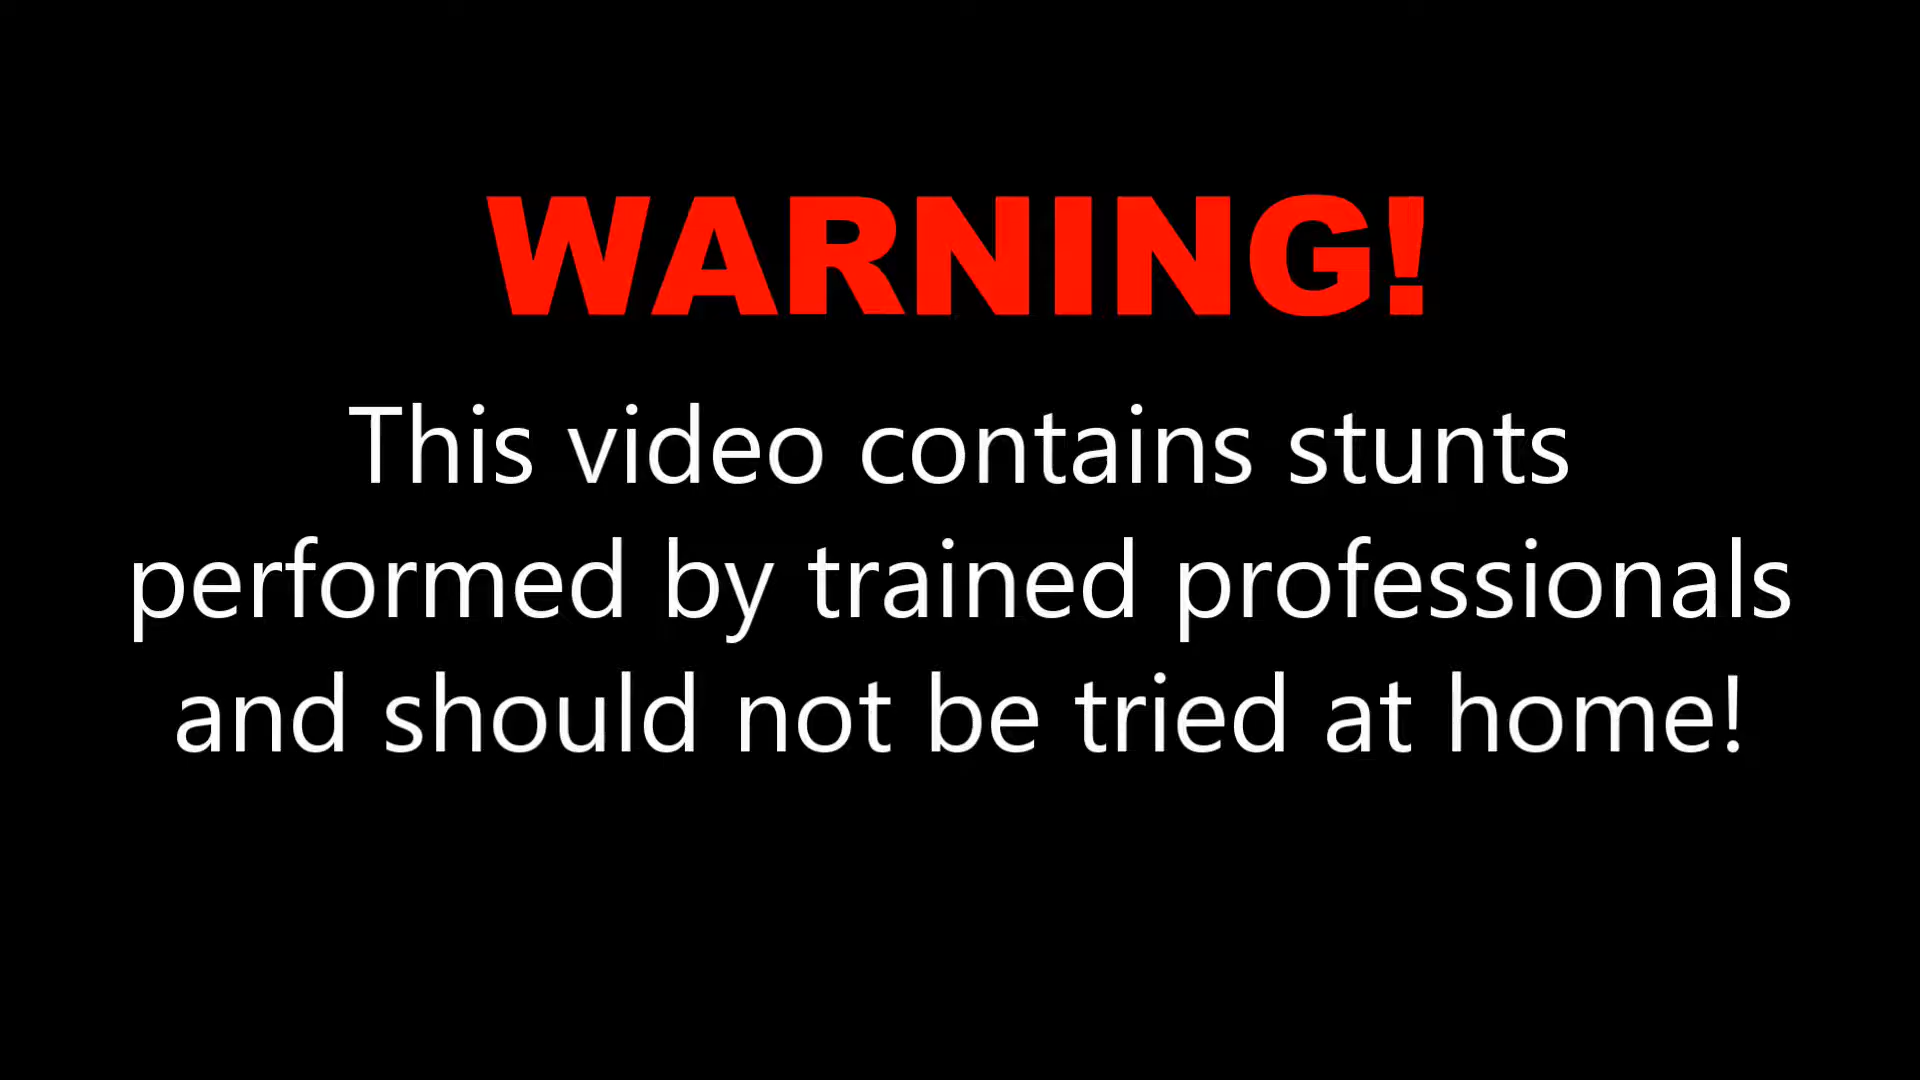 WARNING!
This video contains stunts
performed by trained professionals
and should not be tried at home!